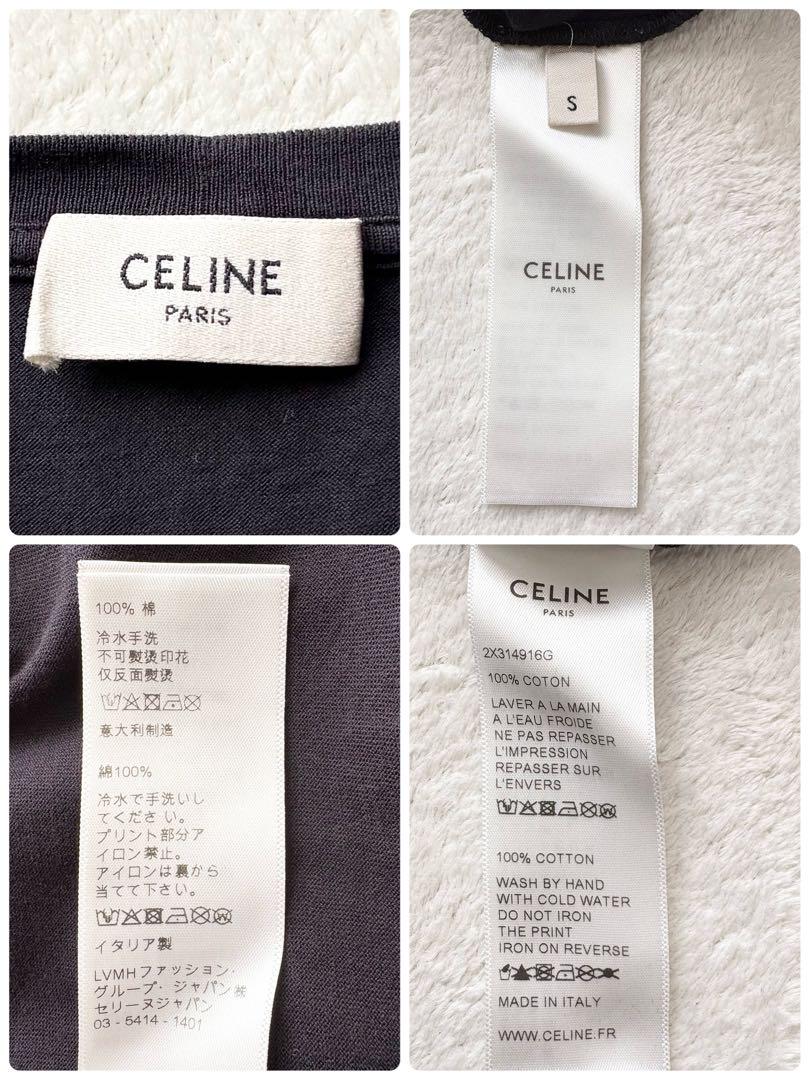 CELINE
PARIS
S
CELINE
PARIS
100% 棉
冷水手洗
不可熨烫印花
仅反面熨烫
意大利制造
綿100%
冷水で手洗いし
てください。
プリント部分ア
イロン禁止。
アイロンは裏から
当てて下さい。
イタリア製
LVMHファッション・
グループ・ジャパン㈱
セリーヌジャパン
03 - 5414 - 1401
CELINE
PARIS
2X314916G
100% COTON
LAVER A LA MAIN
A L'EAU FROIDE
NE PAS REPASSER
L'IMPRESSION
REPASSER SUR
L'ENVERS
100% COTTON
WASH BY HAND
WITH COLD WATER
DO NOT IRON
THE PRINT
IRON ON REVERSE
MADE IN ITALY
WWW.CELINE.FR